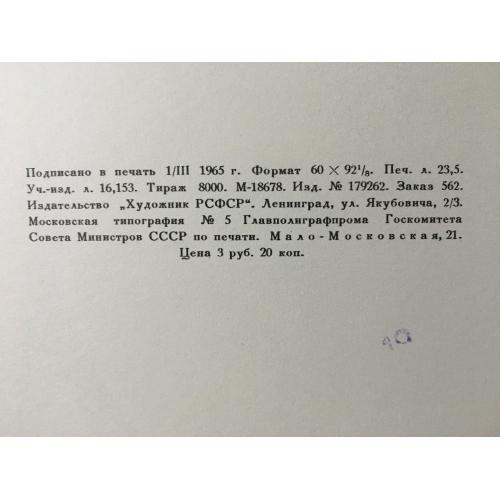 Подписано в печать 1/III 1965 г. Формат 60 × 92¹/₈. Печ. л. 23,5.
Уч.-изд. л. 16,153. Тираж 8000. М-18678. Изд. № 179262. Заказ 562.
Издательство „Художник РСФСР“. Ленинград, ул. Якубовича, 2/3.
Московская типография № 5 Главполиграфпрома Госкомитета
Совета Министров СССР по печати. Мало-Московская, 21.
Цена 3 руб. 20 коп.